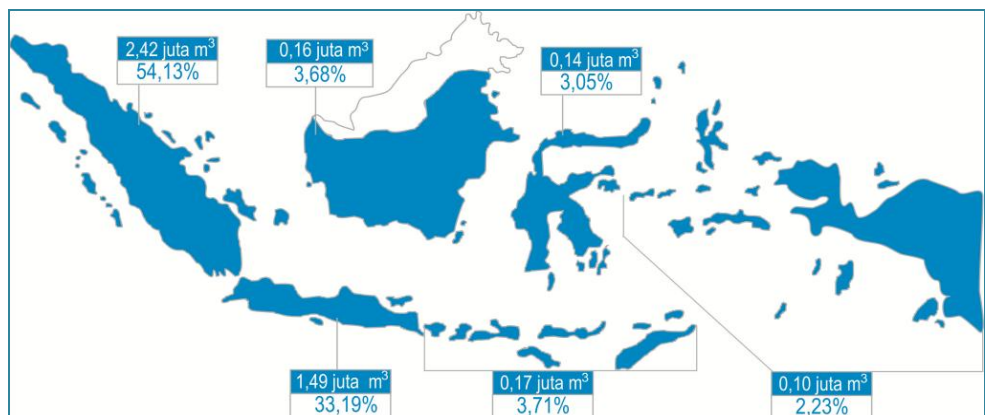 2,42 juta m³
54,13%
0,16 juta m³
3,68%
0,14 juta m³
3,05%
1,49 juta m³
33,19%
0,17 juta m³
3,71%
0,10 juta m³
2,23%